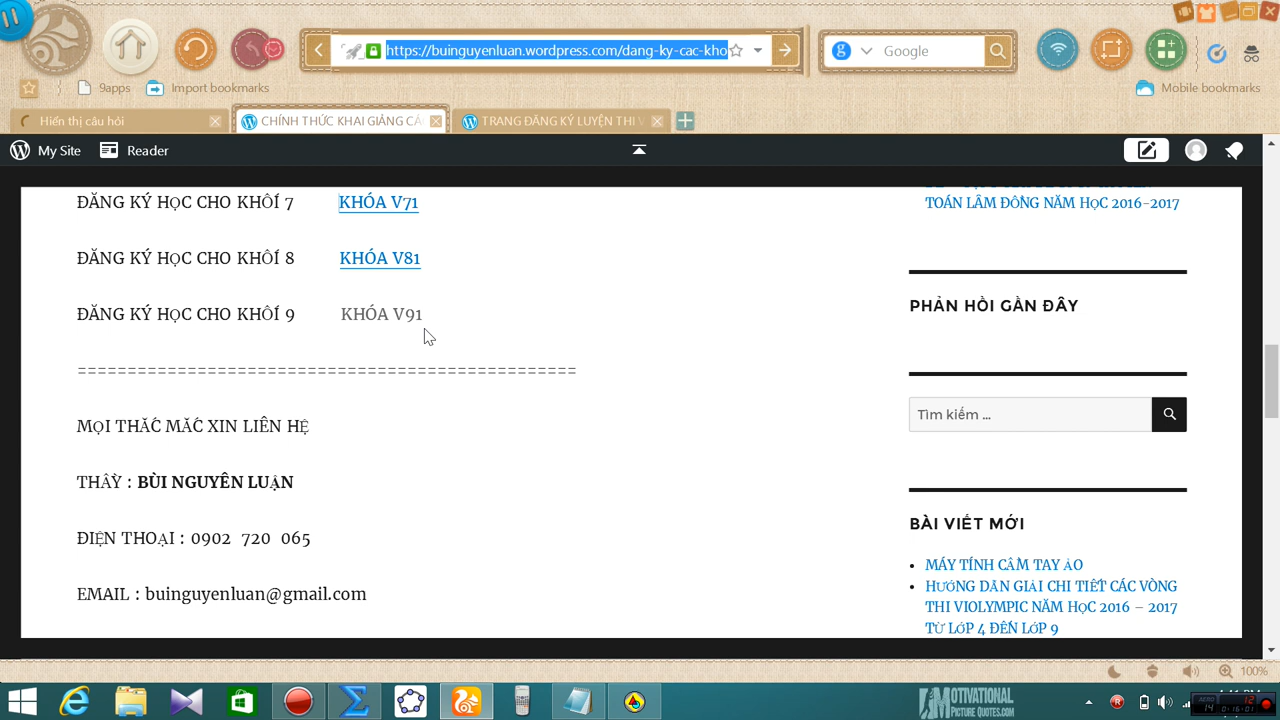 https://buinguyenluan.wordpress.com/dang-ky-cac-kho
Google
9apps
Import bookmarks
Mobile bookmarks
Hiển thị câu hỏi
CHÍNH THỨC KHAI GIẢNG CÁ
TRANG ĐĂNG KÝ LUYỆN THI V
My Site
Reader
ĐĂNG KÝ HỌC CHO KHỐI 7 KHÓA V71
ĐĂNG KÝ HỌC CHO KHỐI 8 KHÓA V81
ĐĂNG KÝ HỌC CHO KHỐI 9 KHÓA V91
==================================================
MỌI THẮC MẮC XIN LIÊN HỆ
THẦY : BÙI NGUYÊN LUẬN
ĐIỆN THOẠI : 0902 720 065
EMAIL : buinguyenluan@gmail.com
TOÁN LÂM ĐỒNG NĂM HỌC 2016-2017
PHẢN HỒI GẦN ĐÂY
Tìm kiếm ...
BÀI VIẾT MỚI
MÁY TÍNH CẦM TAY ẢO
HƯỚNG DẪN GIẢI CHI TIẾT CÁC VÒNG
THI VIOLYMPIC NĂM HỌC 2016 – 2017
TỪ LỚP 4 ĐẾN LỚP 9
100%
MOTIVATIONAL
PICTURE QUOTES.COM